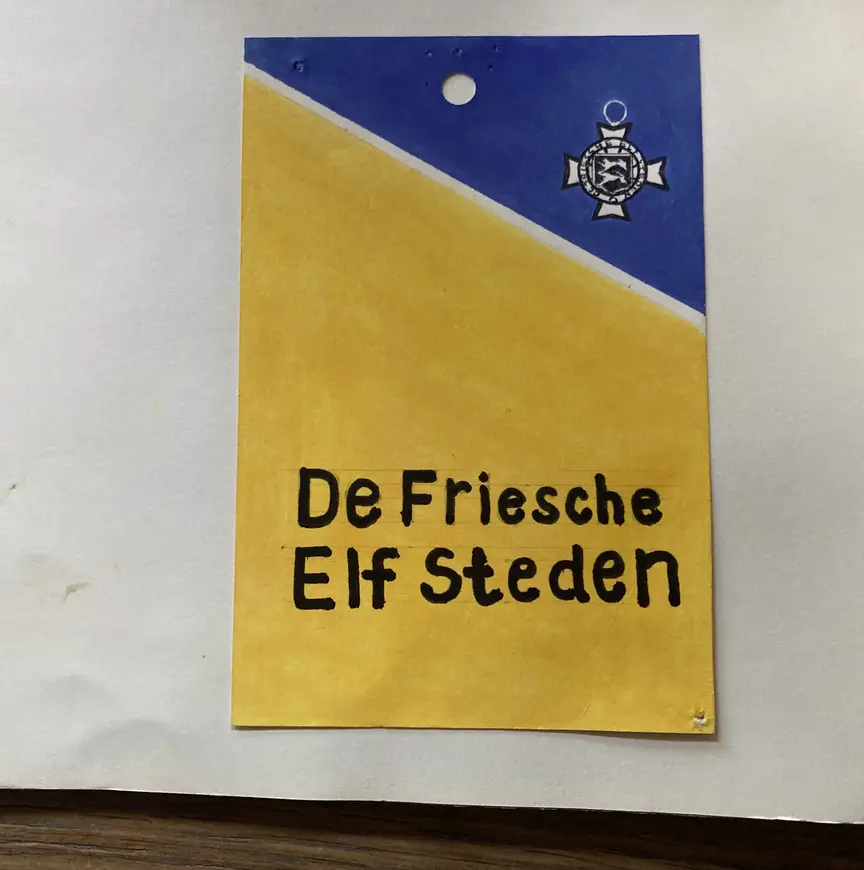 De Friesche
Elf Steden